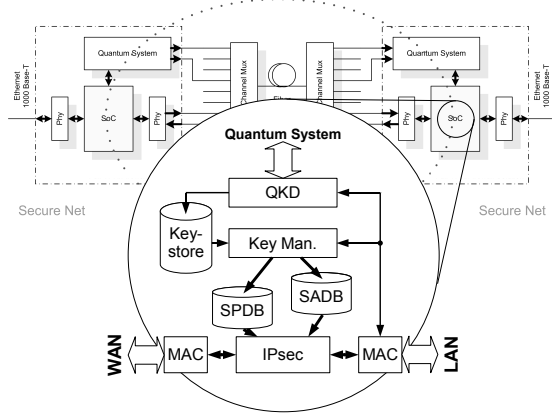 Ethernet
1000 Base-T
Quantum System
SoC
Phy
Phy
Channel Mux
Channel Mux
Quantum System
SoC
Phy
Phy
Ethernet
1000 Base-T
Secure Net
Secure Net
Quantum System
QKD
Key-
store
Key Man.
SPDB
SADB
WAN
MAC
IPsec
MAC
LAN